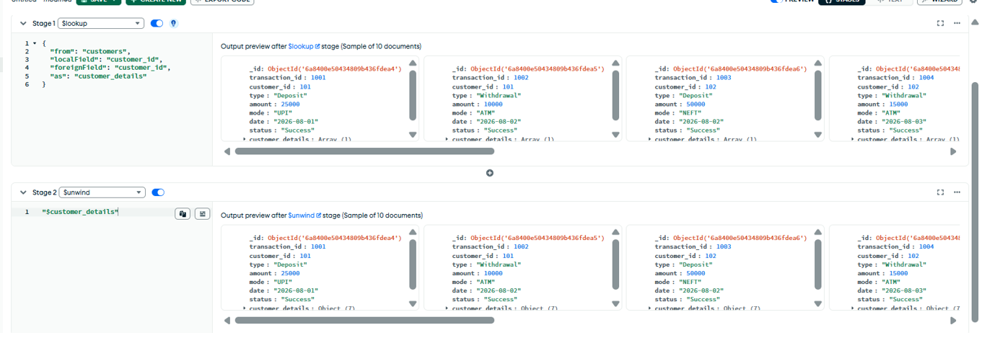 Untitled - modified SAVE CREATE NEW EXPORT CODE PREVIEW STAGES TEXT WIZARD
Stage 1 $lookup
1 {
2 "from": "customers",
3 "localField": "customer_id",
4 "foreignField": "customer_id",
5 "as": "customer_details"
6 }
Output preview after $lookup stage (Sample of 10 documents)
_id: ObjectId('6a8400e50434809b436fdea4')
transaction_id : 1001
customer_id : 101
type : "Deposit"
amount : 25000
mode : "UPI"
date : "2026-08-01"
status : "Success"
customer_details : Array (1)
_id: ObjectId('6a8400e50434809b436fdea5')
transaction_id : 1002
customer_id : 101
type : "Withdrawal"
amount : 10000
mode : "ATM"
date : "2026-08-02"
status : "Success"
customer_details : Array (1)
_id: ObjectId('6a8400e50434809b436fdea6')
transaction_id : 1003
customer_id : 102
type : "Deposit"
amount : 50000
mode : "NEFT"
date : "2026-08-02"
status : "Success"
customer_details : Array (1)
_id: ObjectId('6a8400e504348
transaction_id : 1004
customer_id : 102
type : "Withdrawal"
amount : 15000
mode : "ATM"
date : "2026-08-03"
status : "Success"
customer_details : Array (1)
Stage 2 $unwind
1 "$customer_details"
Output preview after $unwind stage (Sample of 10 documents)
_id: ObjectId('6a8400e50434809b436fdea4')
transaction_id : 1001
customer_id : 101
type : "Deposit"
amount : 25000
mode : "UPI"
date : "2026-08-01"
status : "Success"
customer_details : Object (7)
_id: ObjectId('6a8400e50434809b436fdea5')
transaction_id : 1002
customer_id : 101
type : "Withdrawal"
amount : 10000
mode : "ATM"
date : "2026-08-02"
status : "Success"
customer_details : Object (7)
_id: ObjectId('6a8400e50434809b436fdea6')
transaction_id : 1003
customer_id : 102
type : "Deposit"
amount : 50000
mode : "NEFT"
date : "2026-08-02"
status : "Success"
customer_details : Object (7)
_id: ObjectId('6a8400e504348
transaction_id : 1004
customer_id : 102
type : "Withdrawal"
amount : 15000
mode : "ATM"
date : "2026-08-03"
status : "Success"
customer_details : Object (7